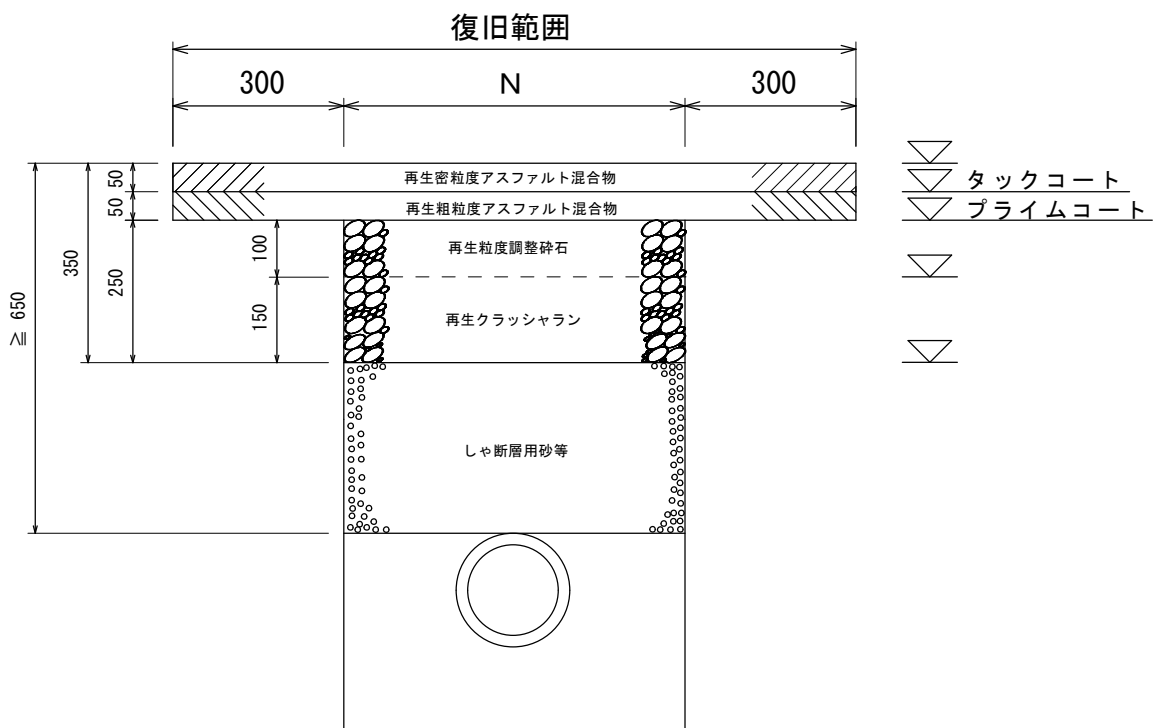 復旧範囲
300 N 300
再生密粒度アスファルト混合物
タックコート
再生粗粒度アスファルト混合物
プライムコート
50
50
100
再生粒度調整砕石
350
250
150
再生クラッシャラン
≧ 650
しゃ断層用砂等